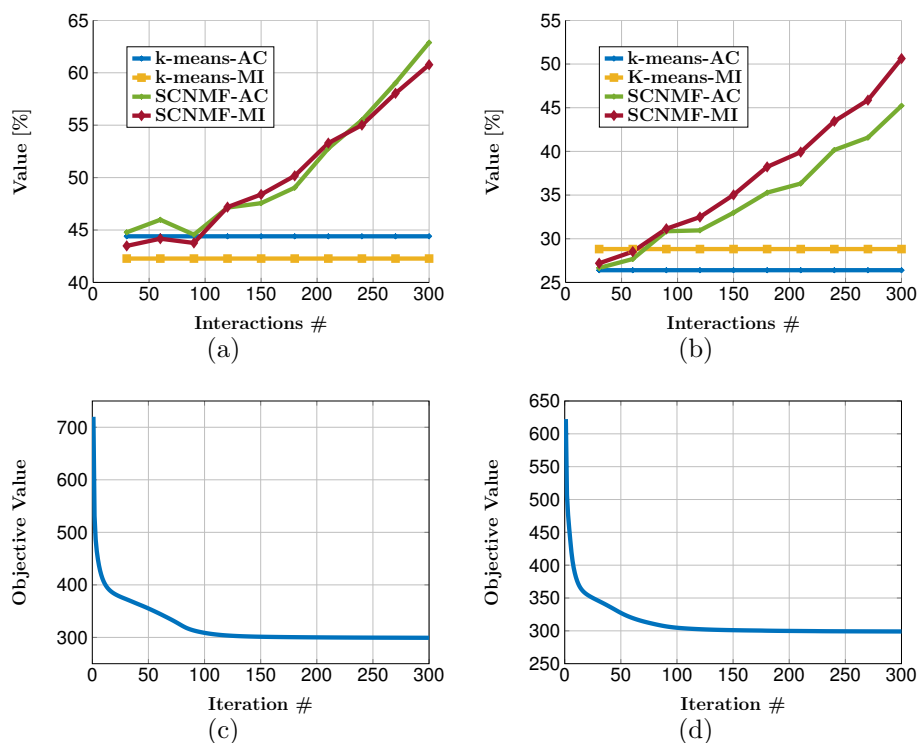 65
60
55
50
45
40
Value [%]
k-means-AC
k-means-MI
SCNMF-AC
SCNMF-MI
0 50 100 150 200 250 300
Interactions #
(a)
55
50
45
40
35
30
25
Value [%]
k-means-AC
K-means-MI
SCNMF-AC
SCNMF-MI
0 50 100 150 200 250 300
Interactions #
(b)
700
600
500
400
300
Objective Value
0 50 100 150 200 250 300
Iteration #
(c)
650
600
550
500
450
400
350
300
250
Objective Value
0 50 100 150 200 250 300
Iteration #
(d)